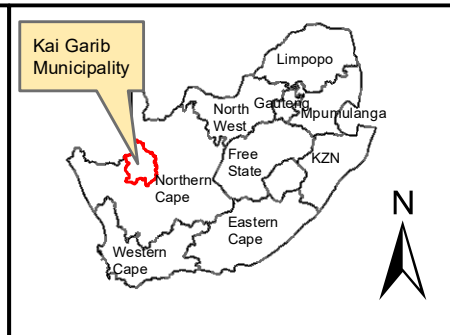 Kai Garib
Municipality
Limpopo
North
West
Gauteng
Mpumulanga
Free
State
KZN
Northern
Cape
Eastern
Cape
Western
Cape
N